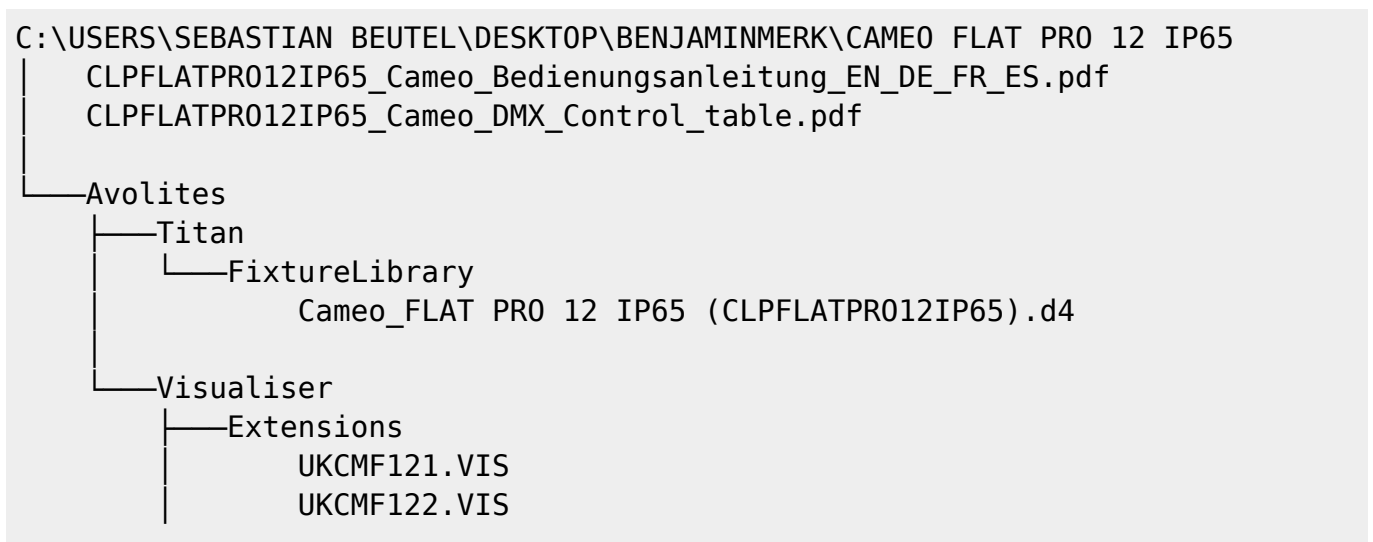 C:\USERS\SEBASTIAN BEUTEL\DESKTOP\BENJAMINMERK\CAMEO FLAT PRO 12 IP65
│   CLPFLATPRO12IP65_Cameo_Bedienungsanleitung_EN_DE_FR_ES.pdf
│   CLPFLATPRO12IP65_Cameo_DMX_Control_table.pdf
│
└───Avolites
    ├───Titan
    │   └───FixtureLibrary
    │           Cameo_FLAT PRO 12 IP65 (CLPFLATPRO12IP65).d4
    │
    └───Visualiser
        ├───Extensions
        │       UKCMF121.VIS
        │       UKCMF122.VIS